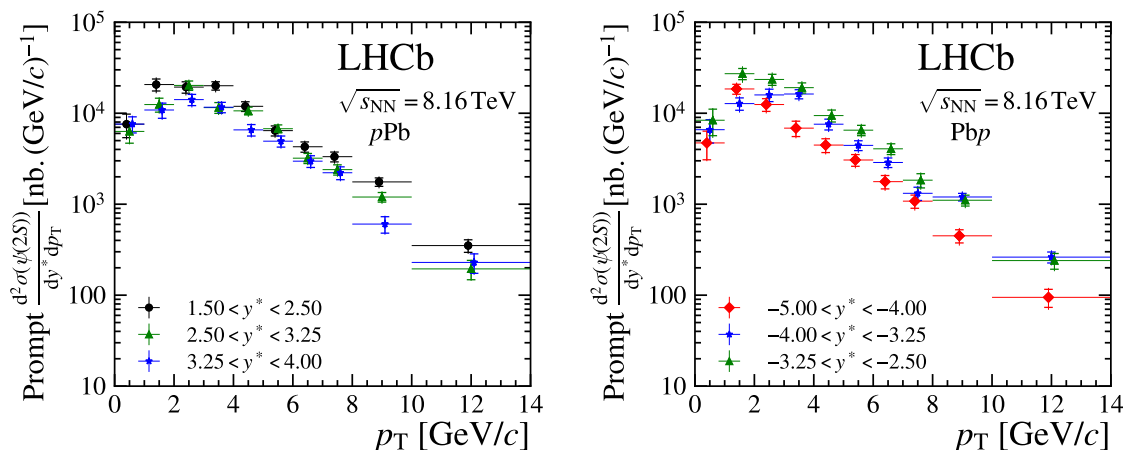 LHCb
√sNN = 8.16 TeV
pPb
Prompt d²σ(ψ(2S))/dy* dpT [nb. (GeV/c)⁻¹]
10⁵
10⁴
10³
100
10
1.50 < y* < 2.50
2.50 < y* < 3.25
3.25 < y* < 4.00
0 2 4 6 8 10 12 14
pT [GeV/c]
LHCb
√sNN = 8.16 TeV
Pbp
Prompt d²σ(ψ(2S))/dy* dpT [nb. (GeV/c)⁻¹]
10⁵
10⁴
10³
100
10
−5.00 < y* < −4.00
−4.00 < y* < −3.25
−3.25 < y* < −2.50
0 2 4 6 8 10 12 14
pT [GeV/c]